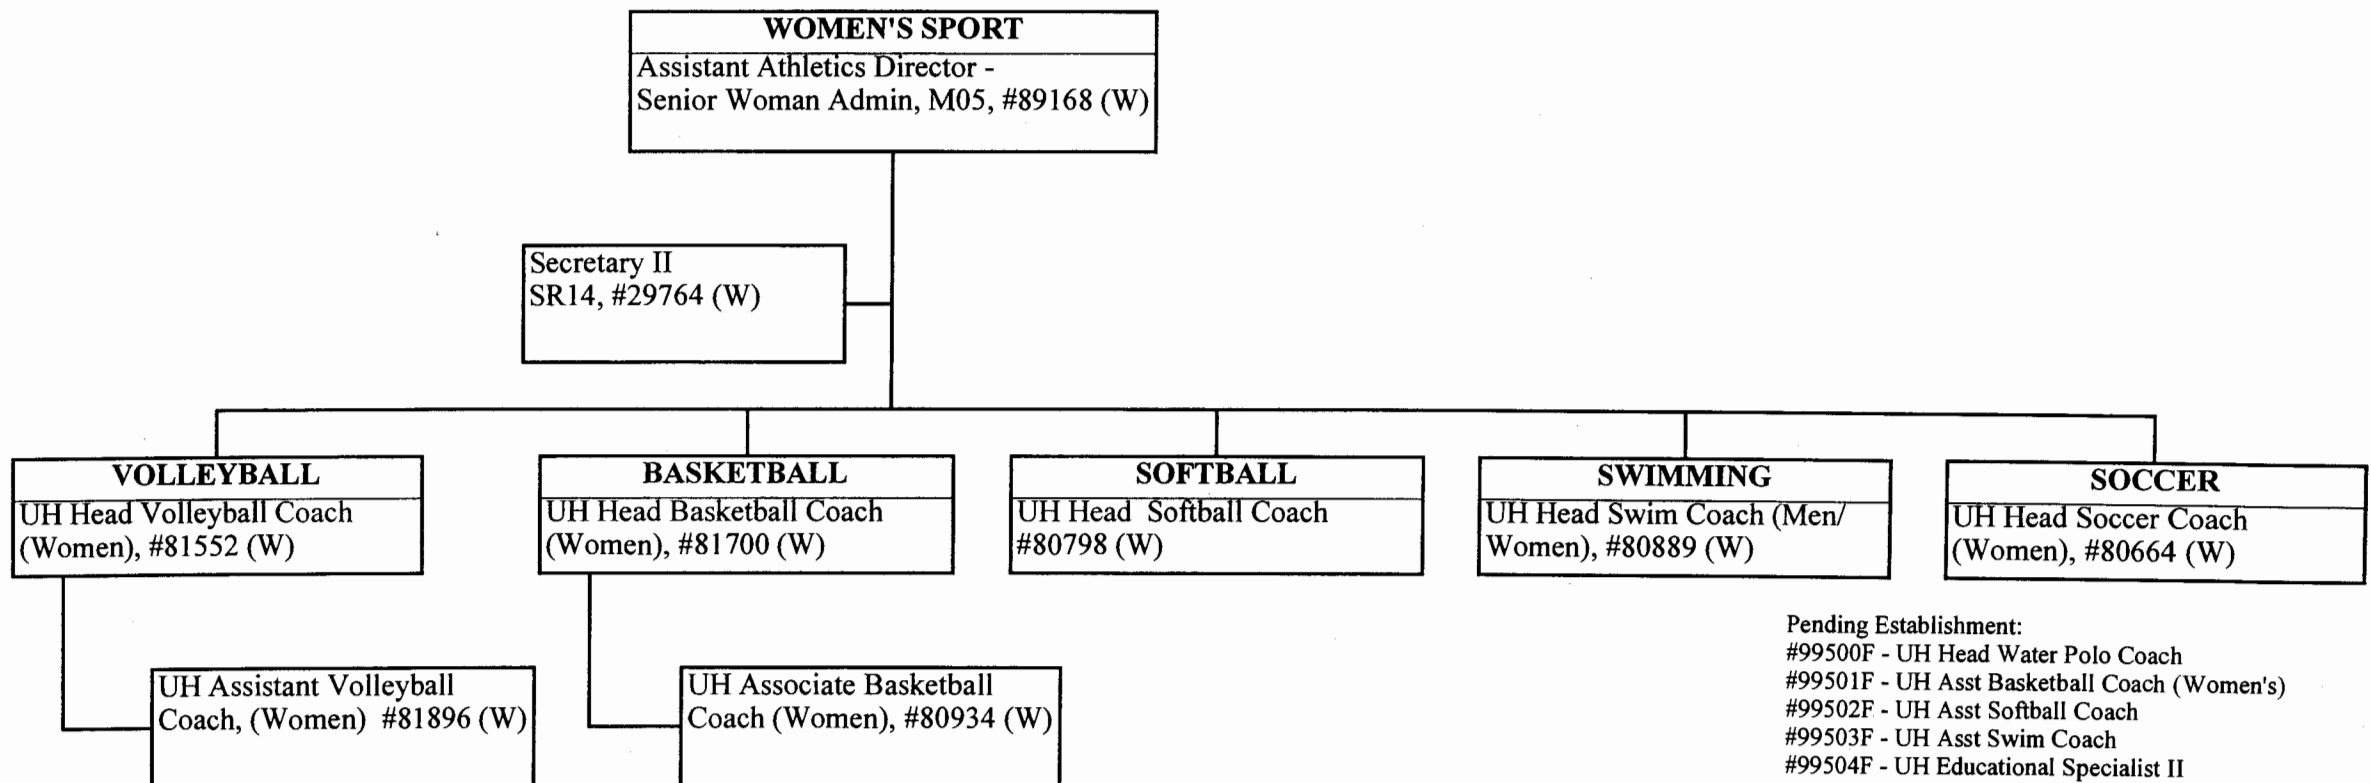 WOMEN'S SPORT
Assistant Athletics Director -
Senior Woman Admin, M05, #89168 (W)
Secretary II
SR14, #29764 (W)
VOLLEYBALL
UH Head Volleyball Coach
(Women), #81552 (W)
BASKETBALL
UH Head Basketball Coach
(Women), #81700 (W)
SOFTBALL
UH Head Softball Coach
#80798 (W)
SWIMMING
UH Head Swim Coach (Men/
Women), #80889 (W)
SOCCER
UH Head Soccer Coach
(Women), #80664 (W)
UH Assistant Volleyball
Coach, (Women) #81896 (W)
UH Associate Basketball
Coach (Women), #80934 (W)
Pending Establishment:
#99500F - UH Head Water Polo Coach
#99501F - UH Asst Basketball Coach (Women's)
#99502F - UH Asst Softball Coach
#99503F - UH Asst Swim Coach
#99504F - UH Educational Specialist II